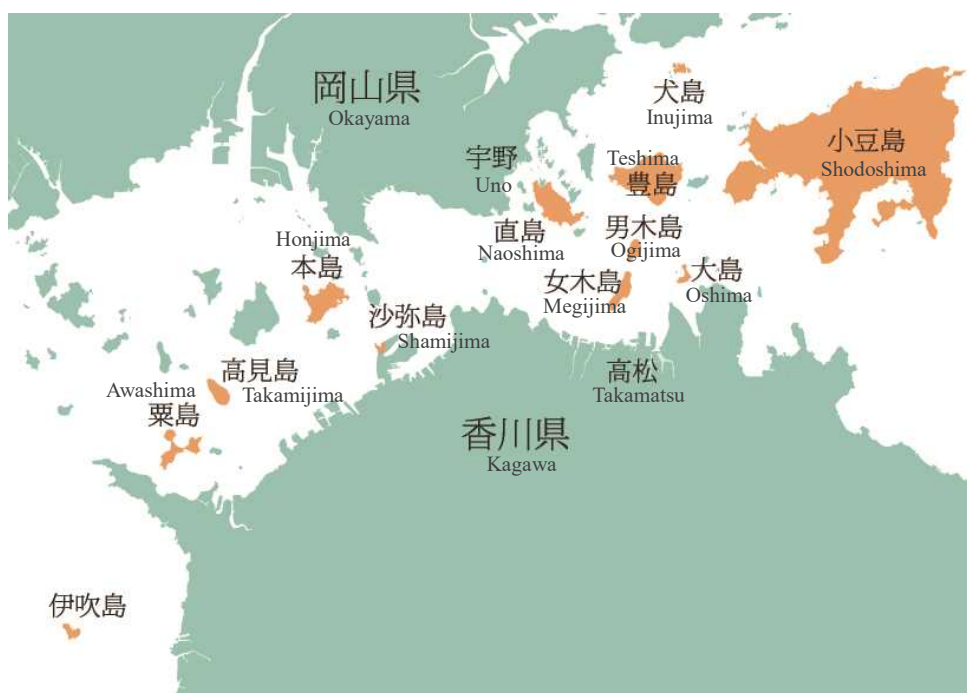 岡山県
Okayama
犬島
Inujima
小豆島
Shodoshima
宇野
Uno
Teshima
豊島
直島
Naoshima
男木島
Ogijima
Honjima
本島
女木島
Megijima
大島
Oshima
沙弥島
Shamijima
高見島
Takamijima
Awashima
粟島
高松
Takamatsu
香川県
Kagawa
伊吹島